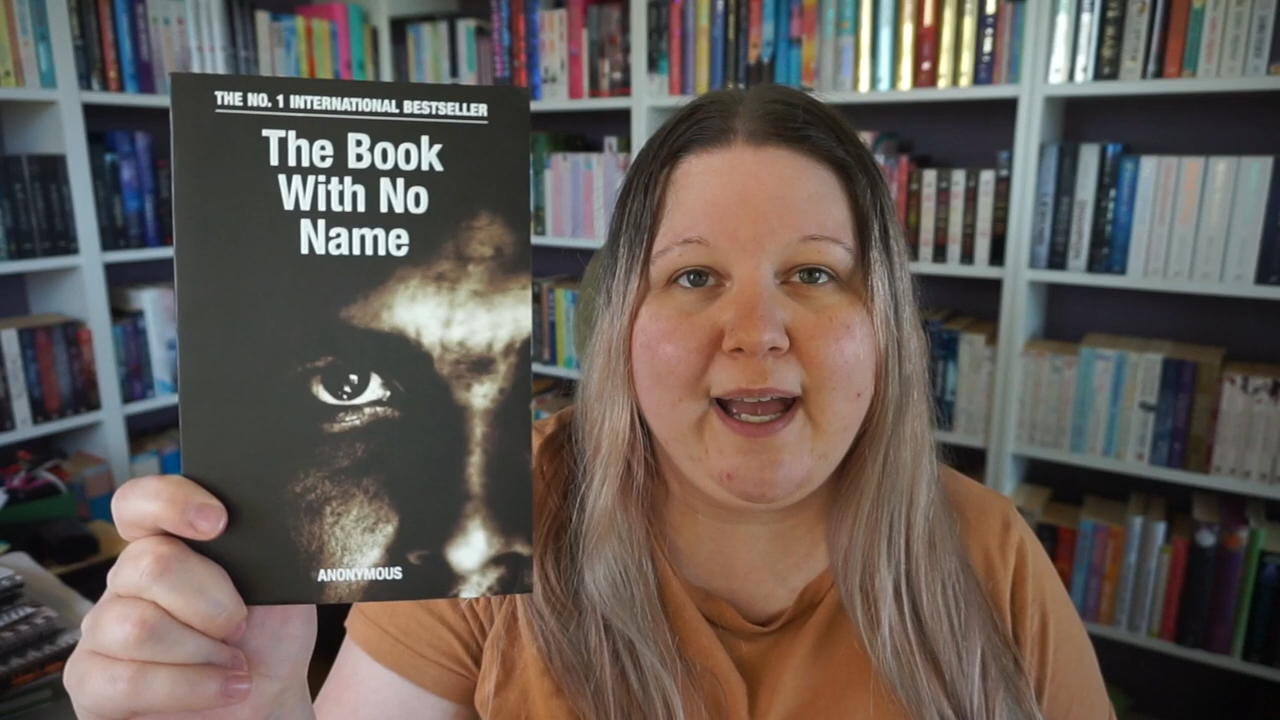 THE NO. 1 INTERNATIONAL BESTSELLER
The Book
With No
Name
ANONYMOUS